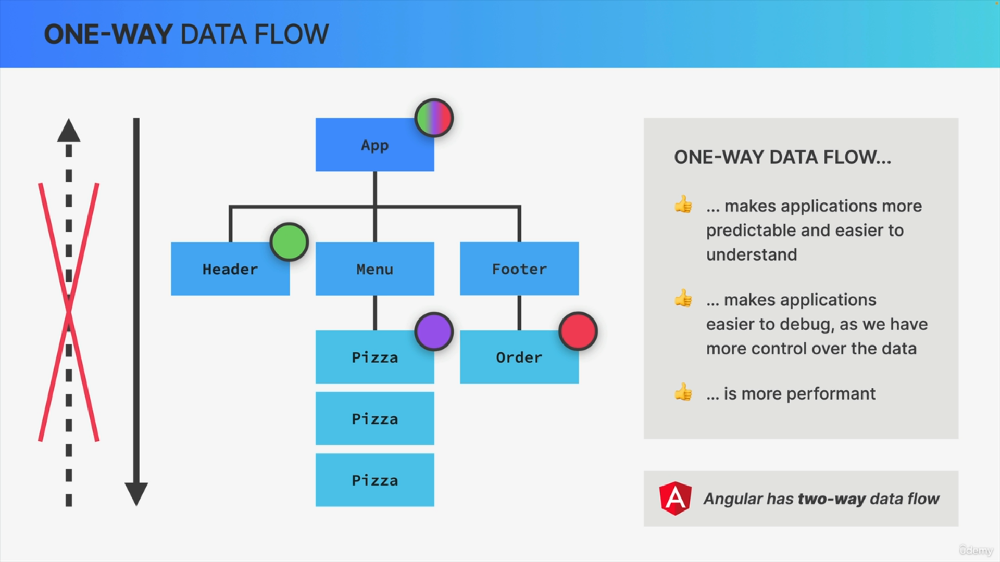 ONE-WAY DATA FLOW
App
Header
Menu
Footer
Pizza
Order
Pizza
Pizza
ONE-WAY DATA FLOW...
... makes applications more
predictable and easier to
understand
... makes applications
easier to debug, as we have
more control over the data
... is more performant
A
Angular has two-way data flow
ûdemy